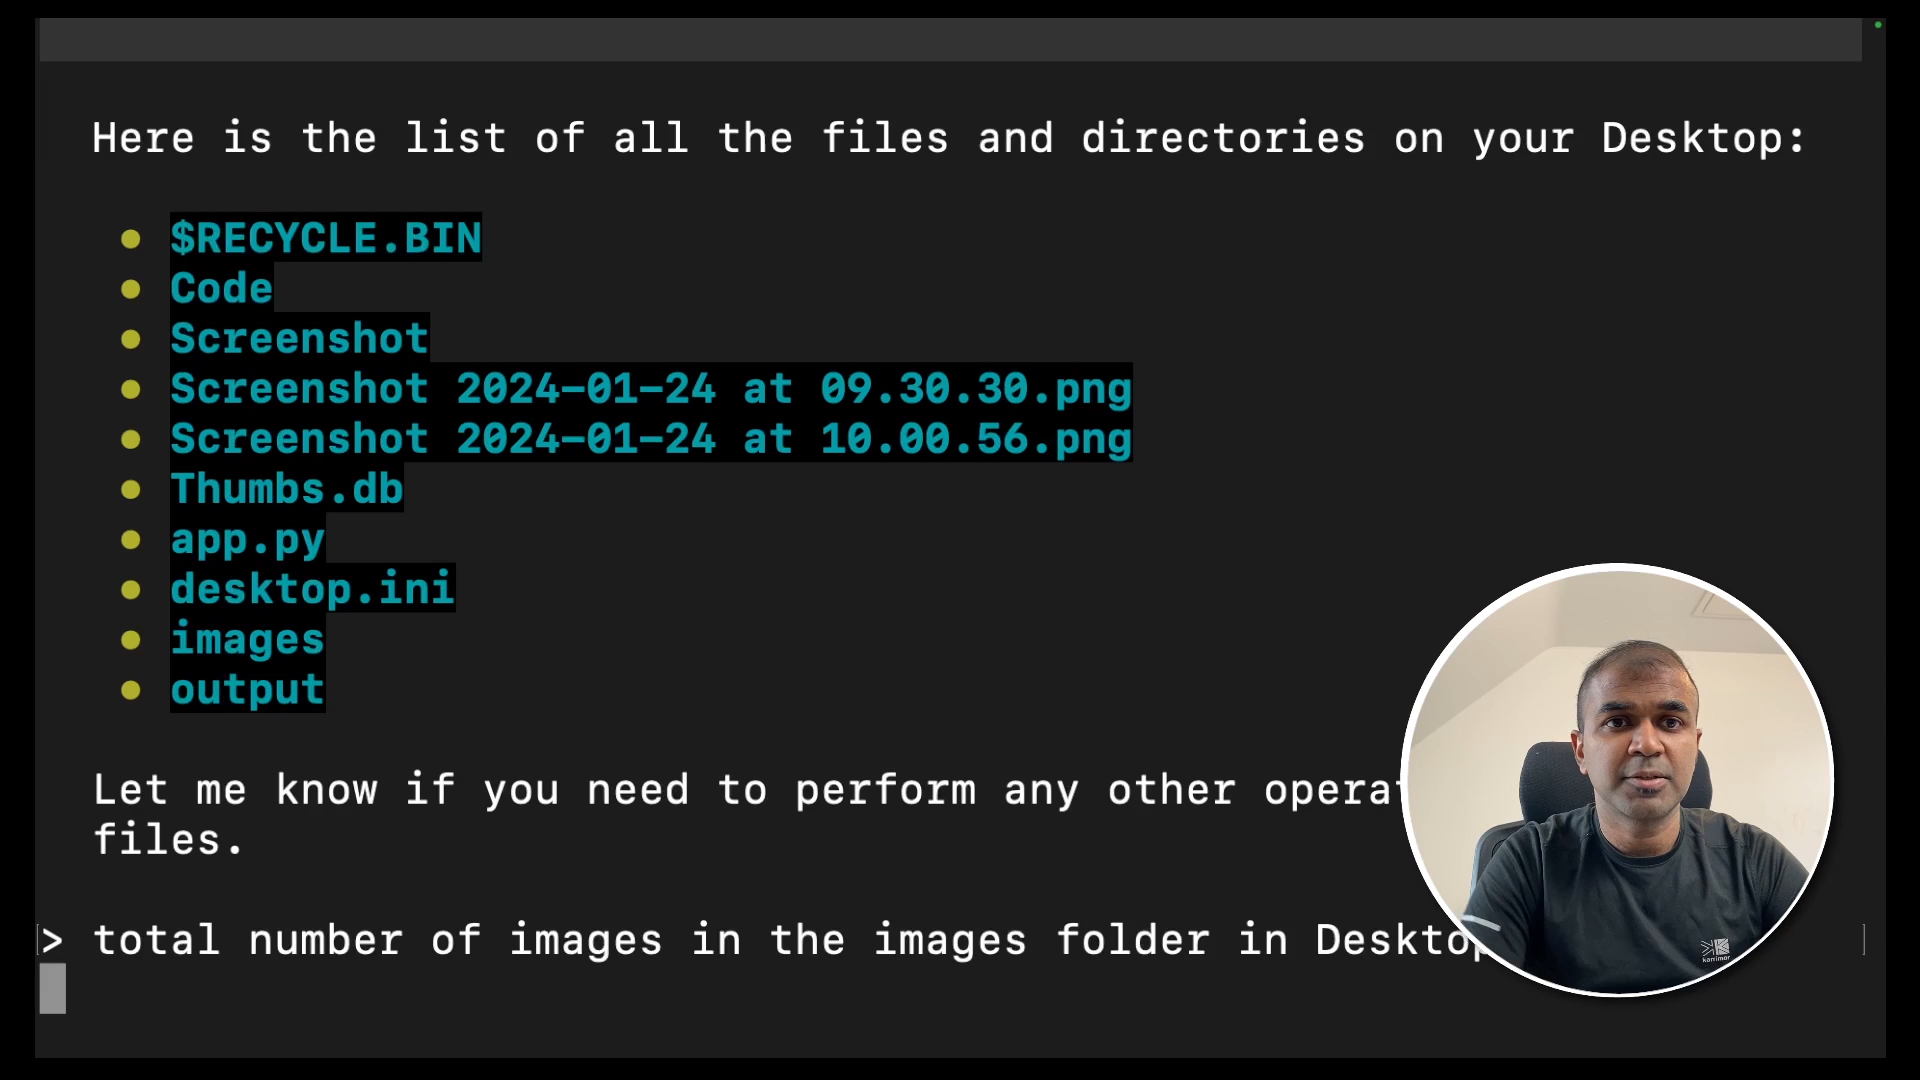 Here is the list of all the files and directories on your Desktop:
• $RECYCLE.BIN
• Code
• Screenshot
• Screenshot 2024-01-24 at 09.30.30.png
• Screenshot 2024-01-24 at 10.00.56.png
• Thumbs.db
• app.py
• desktop.ini
• images
• output
Let me know if you need to perform any other
files.
> total number of images in the images folder in Desktop
karrimor